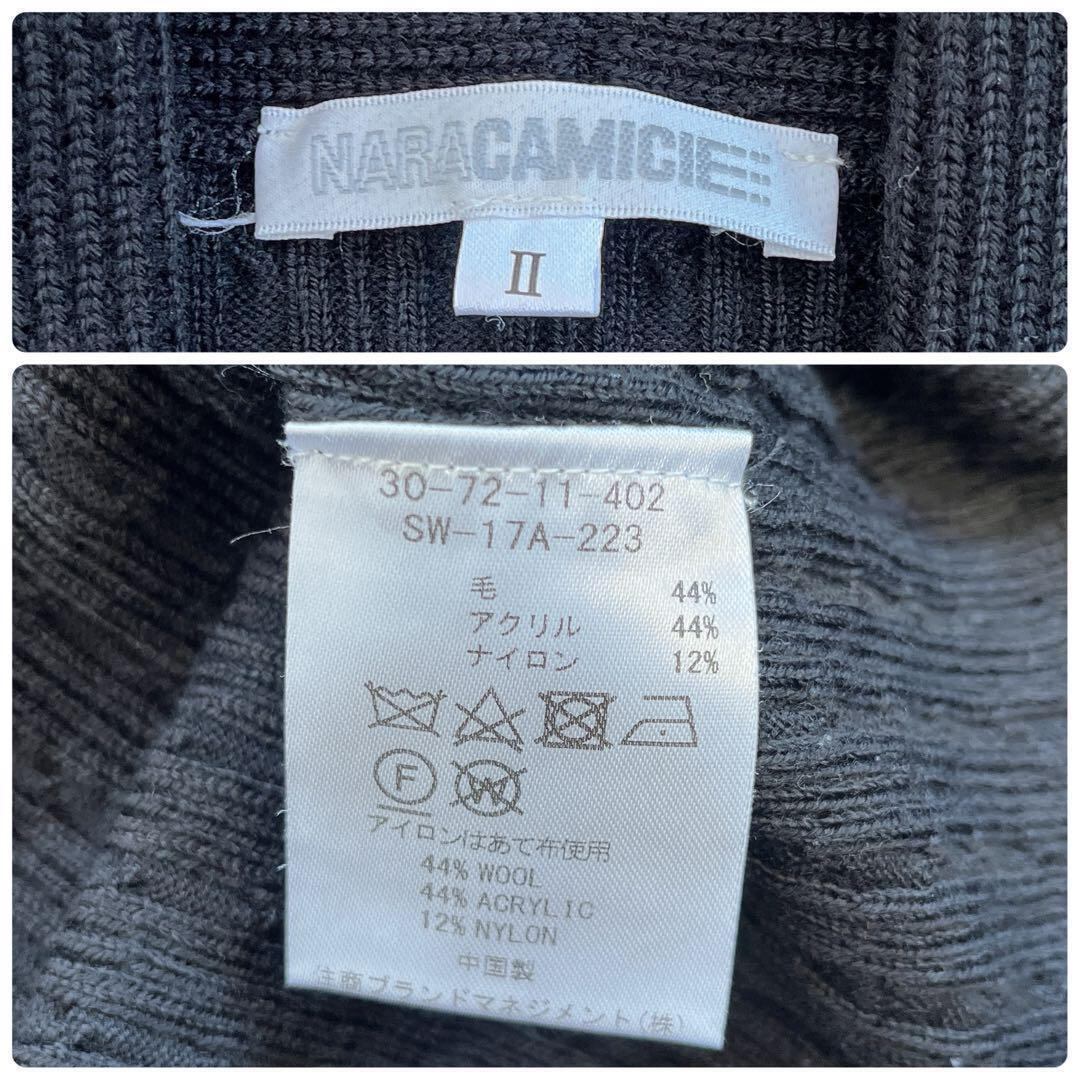 NARACAMICIE
II
30-72-11-402
SW-17A-223
毛 44%
アクリル 44%
ナイロン 12%
F W
アイロンはあて布使用
44% WOOL
44% ACRYLIC
12% NYLON
中国製
住商ブランドマネジメント(株)